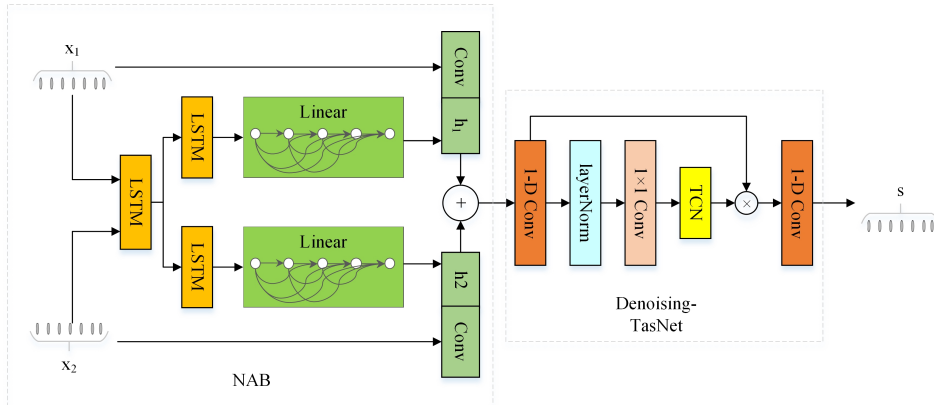 x₁
Conv
h₁
LSTM
Linear
LSTM
+
LSTM
Linear
h2
Conv
x₂
NAB
1-D Conv
layerNorm
1×1 Conv
TCN
×
1-D Conv
s
Denoising-
TasNet